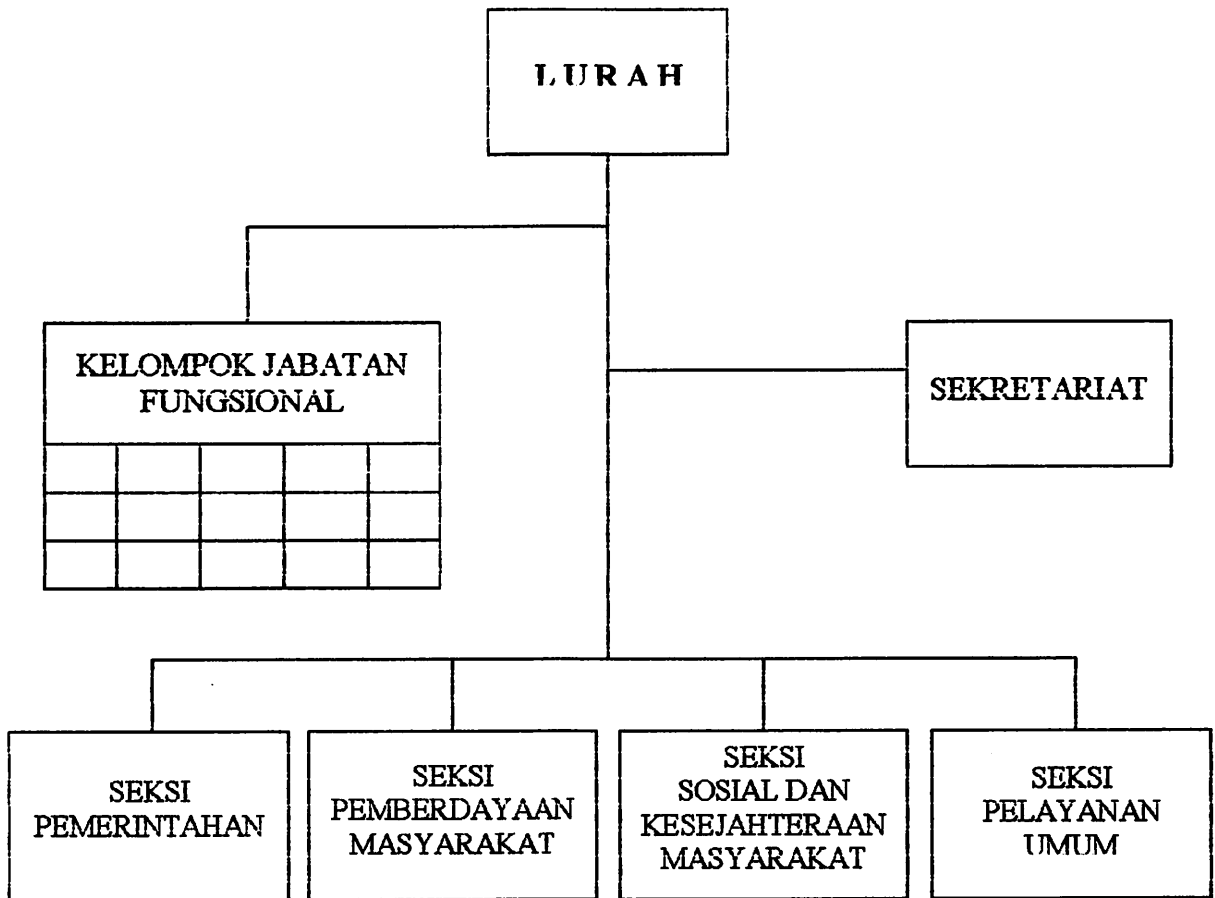 LURAH
KELOMPOK JABATAN
FUNGSIONAL
SEKRETARIAT
SEKSI
PEMERINTAHAN
SEKSI
PEMBERDAYAAN
MASYARAKAT
SEKSI
SOSIAL DAN
KESEJAHTERAAN
MASYARAKAT
SEKSI
PELAYANAN
UMUM